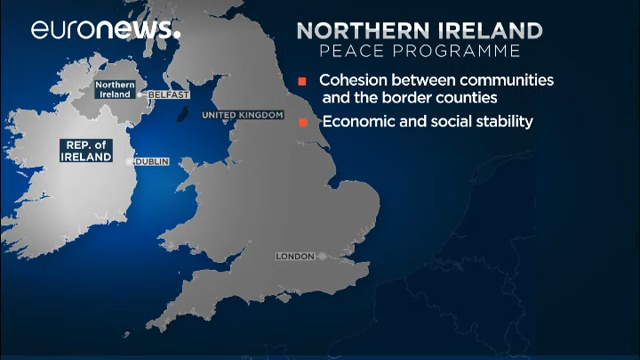 euronews.
NORTHERN IRELAND
PEACE PROGRAMME
Cohesion between communities
and the border counties
Economic and social stability
Northern
Ireland
BELFAST
UNITED KINGDOM
REP. of
IRELAND
DUBLIN
LONDON